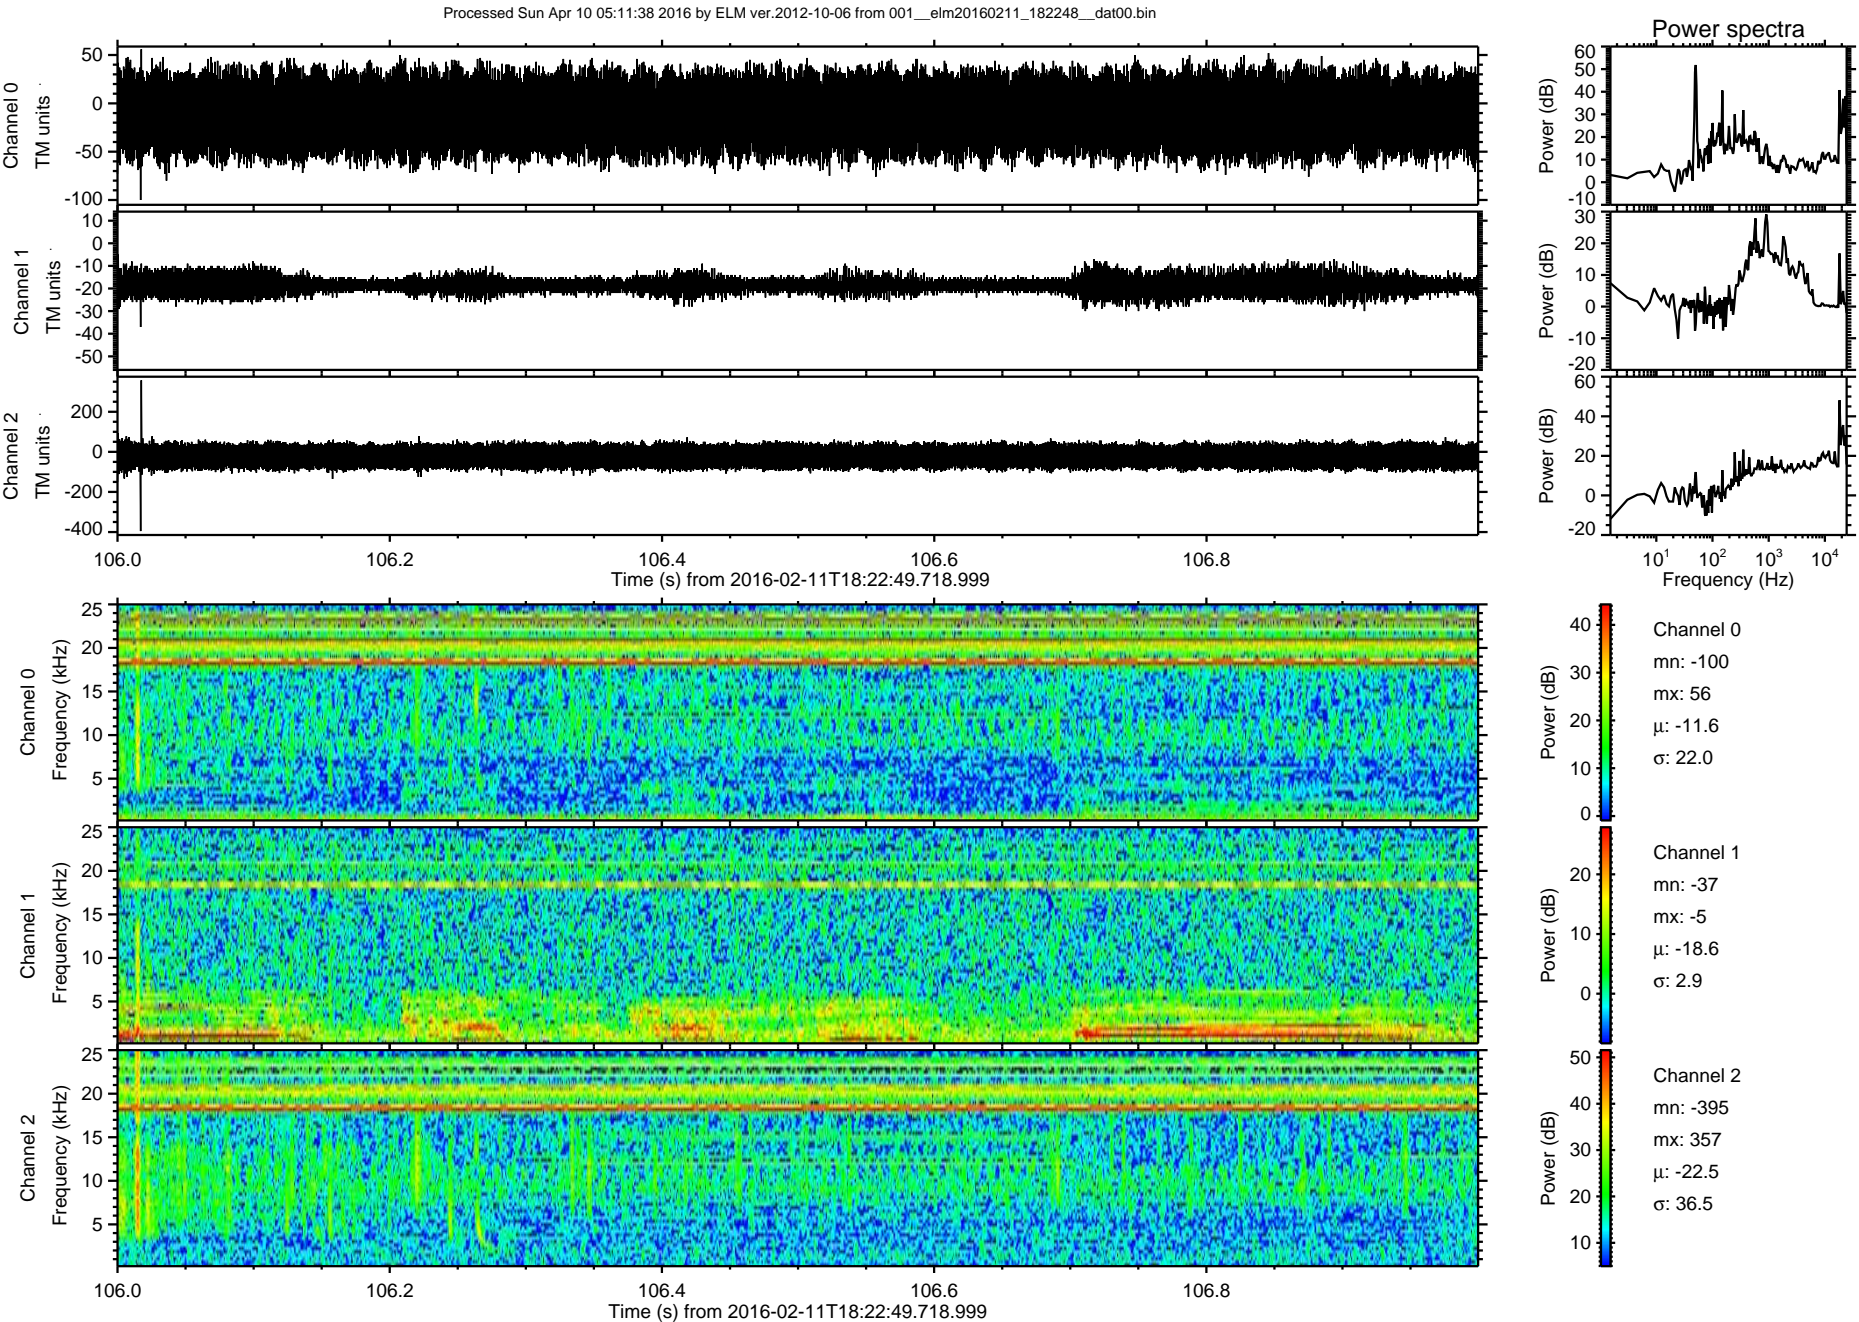 Processed Sun Apr 10 05:11:38 2016 by ELM ver.2012-10-06 from 001__elm20160211_182248__dat00.bin
Power spectra
Channel 0
TM units
50
0
-50
-100
Power (dB)
60
50
40
30
20
10
0
-10
Channel 1
TM units
10
0
-10
-20
-30
-40
-50
Power (dB)
30
20
10
0
-10
-20
Channel 2
TM units
200
0
-200
-400
Power (dB)
60
40
20
0
-20
106.0 106.2 106.4 106.6 106.8
Time (s) from 2016-02-11T18:22:49.718.999
10^1 10^2 10^3 10^4
Frequency (Hz)
Channel 0
Frequency (kHz)
25
20
15
10
5
Power (dB)
40
30
20
10
0
Channel 0
mn: -100
mx: 56
μ: -11.6
σ: 22.0
Channel 1
Frequency (kHz)
25
20
15
10
5
Power (dB)
20
10
0
Channel 1
mn: -37
mx: -5
μ: -18.6
σ: 2.9
Channel 2
Frequency (kHz)
25
20
15
10
5
Power (dB)
50
40
30
20
10
Channel 2
mn: -395
mx: 357
μ: -22.5
σ: 36.5
106.0 106.2 106.4 106.6 106.8
Time (s) from 2016-02-11T18:22:49.718.999